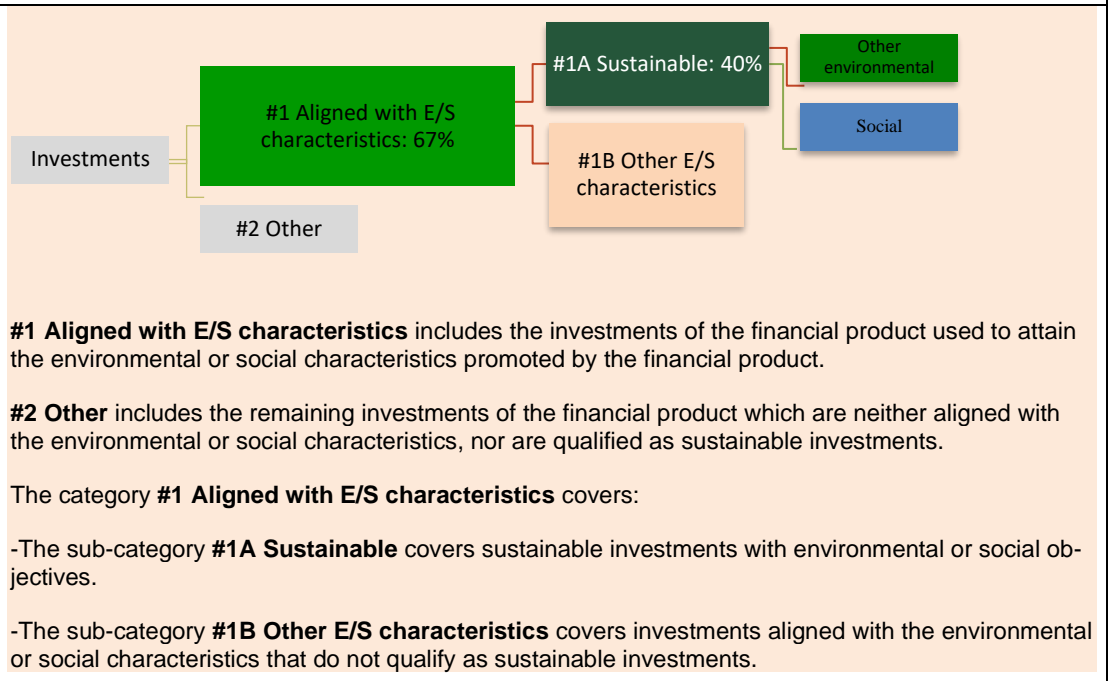 Investments
#1 Aligned with E/S
characteristics: 67%
#2 Other
#1A Sustainable: 40%
#1B Other E/S
characteristics
Other
environmental
Social
#1 Aligned with E/S characteristics includes the investments of the financial product used to attain
the environmental or social characteristics promoted by the financial product.
#2 Other includes the remaining investments of the financial product which are neither aligned with
the environmental or social characteristics, nor are qualified as sustainable investments.
The category #1 Aligned with E/S characteristics covers:
-The sub-category #1A Sustainable covers sustainable investments with environmental or social ob-
jectives.
-The sub-category #1B Other E/S characteristics covers investments aligned with the environmental
or social characteristics that do not qualify as sustainable investments.